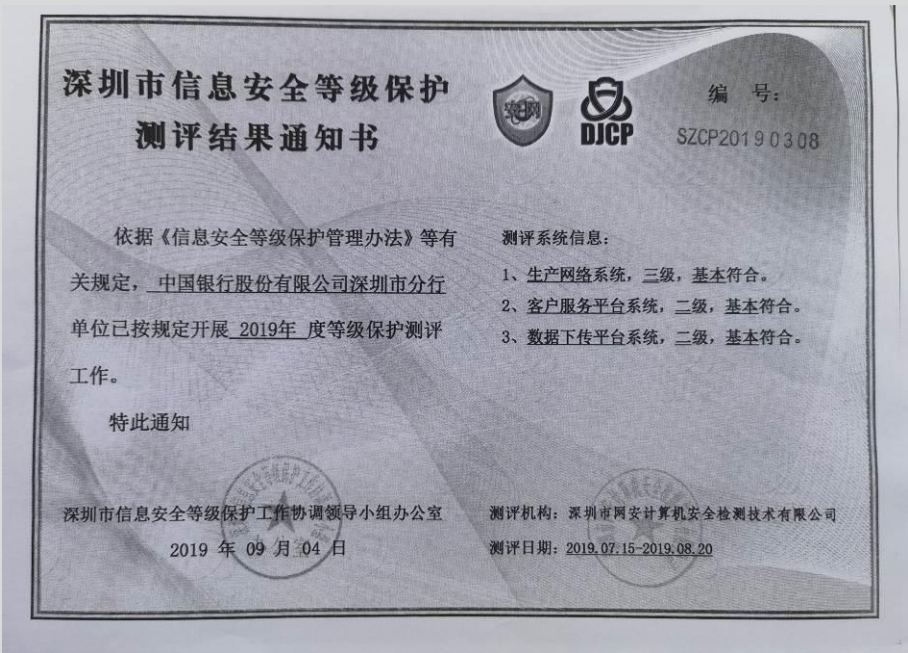 深圳市信息安全等级保护
测评结果通知书
安网
DJCP
编 号：
SZCP20190308
依据《信息安全等级保护管理办法》等有
关规定，中国银行股份有限公司深圳市分行
单位已按规定开展 2019年 度等级保护测评
工作。
特此通知
深圳市信息安全等级保护工作协调领导小组办公室
2019 年 09 月 04 日
测评系统信息：
1、生产网络系统，三级，基本符合。
2、客户服务平台系统，二级，基本符合。
3、数据下传平台系统，二级，基本符合。
测评机构：深圳市网安计算机安全检测技术有限公司
测评日期：2019.07.15-2019.08.20